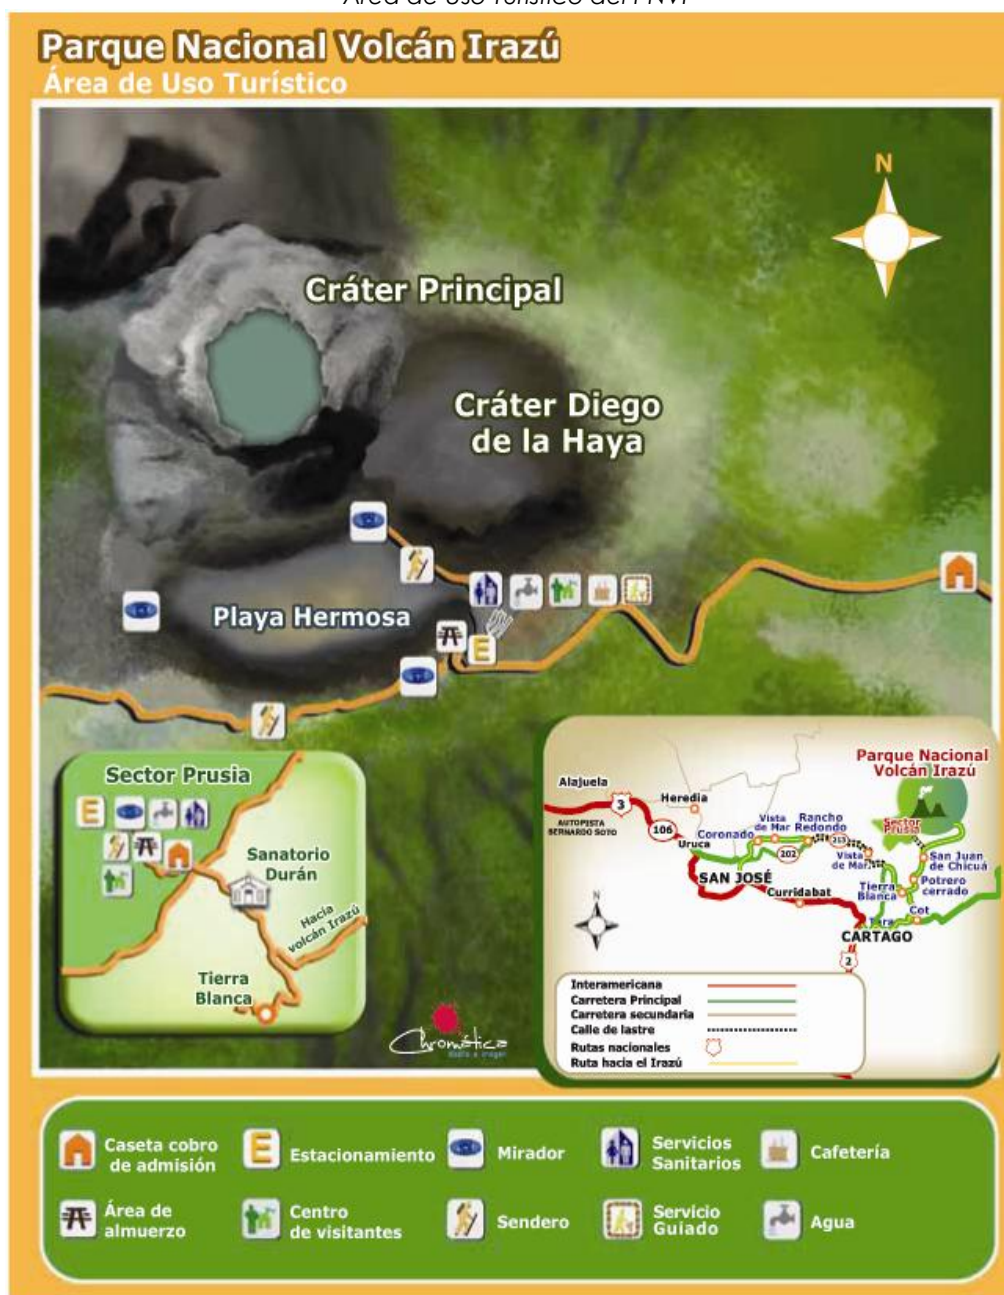 Área de Uso Turístico del PNVI
Parque Nacional Volcán Irazú
Área de Uso Turístico
N
Cráter Principal
Cráter Diego
de la Haya
Playa Hermosa
E
Sector Prusia
E
Sanatorio
Durán
Hacia
volcán Irazú
Tierra
Blanca
Chromática
Parque Nacional
Volcán Irazú
Alajuela
3
Heredia
AUTOPISTA
BERNARDO SOTO
106
Uruca
Coronado
Vista
de Mar
Rancho
Redondo
202
213
Sector
Prusia
Vista
de Mar
San Juan
de Chicuá
SAN JOSÉ
Curridabat
Tierra
Blanca
Potrero
cerrado
Cot
Tara
CARTAGO
2
N
Interamericana
Carretera Principal
Carretera secundaria
Calle de lastre
Rutas nacionales
Ruta hacia el Irazú
Caseta cobro
de admisión
E
Estacionamiento
Mirador
Servicios
Sanitarios
Cafetería
Área de
almuerzo
Centro
de visitantes
Sendero
Servicio
Guiado
Agua